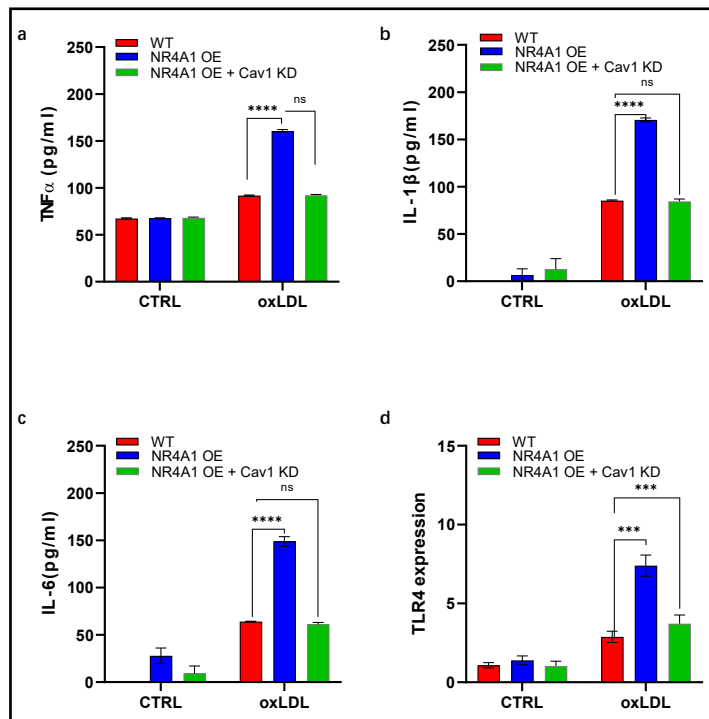 a
WT
NR4A1 OE
NR4A1 OE + Cav1 KD
TNFα (pg/ml)
250
200
150
100
50
0
****
ns
CTRL
oxLDL
b
WT
NR4A1 OE
NR4A1 OE + Cav1 KD
IL-1β(pg/ml)
250
200
150
100
50
0
ns
****
CTRL
oxLDL
c
WT
NR4A1 OE
NR4A1 OE + Cav1 KD
IL-6(pg/ml)
250
200
150
100
50
0
ns
****
CTRL
oxLDL
d
WT
NR4A1 OE
NR4A1 OE + Cav1 KD
TLR4 expression
15
10
5
0
***
***
CTRL
oxLDL